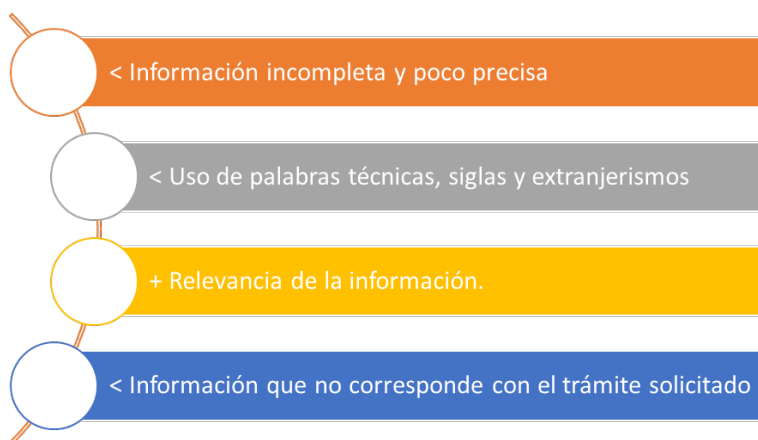 < Información incompleta y poco precisa
< Uso de palabras técnicas, siglas y extranjerismos
+ Relevancia de la información.
< Información que no corresponde con el trámite solicitado